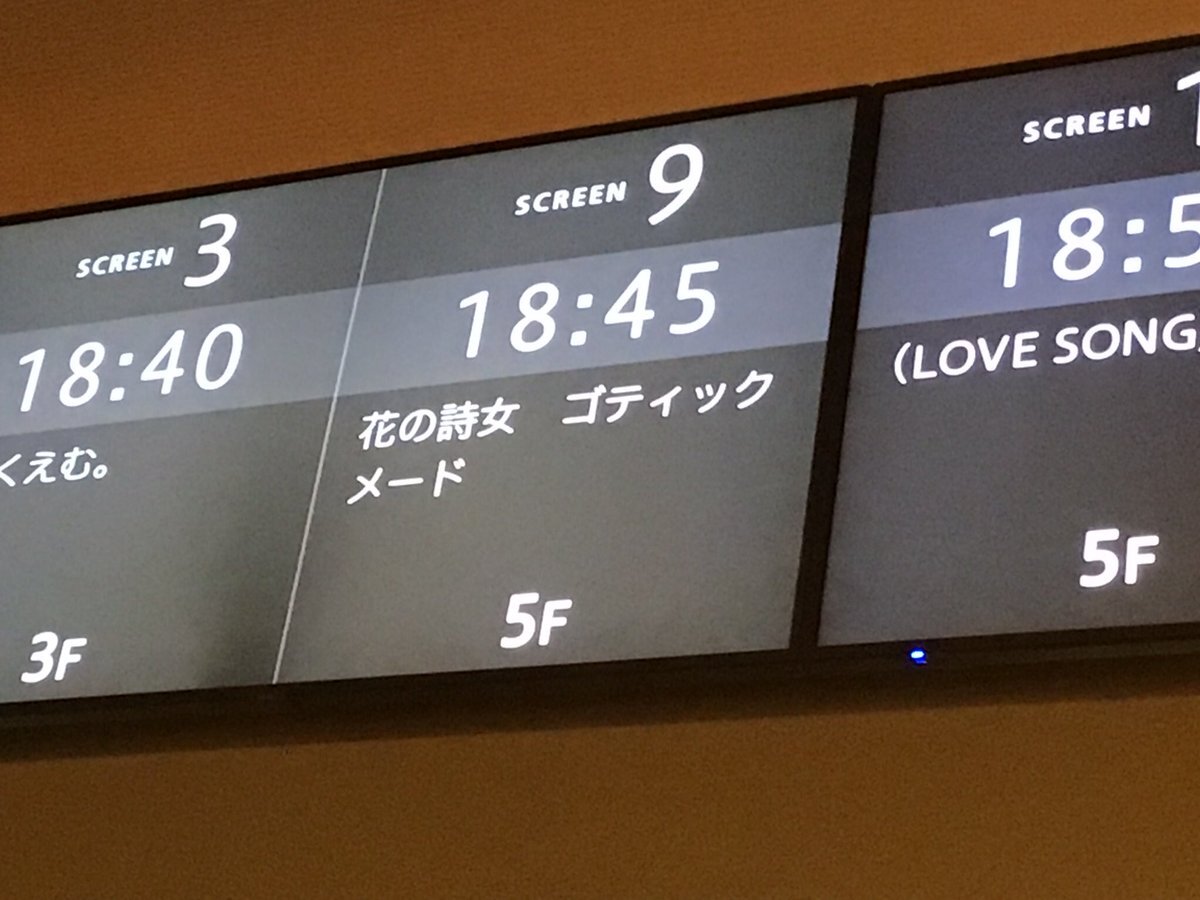 SCREEN 3
18:40
くえむ。
3F
SCREEN 9
18:45
花の詩女　ゴティック
メード
5F
SCREEN 1
18:5
(LOVE SONG
5F